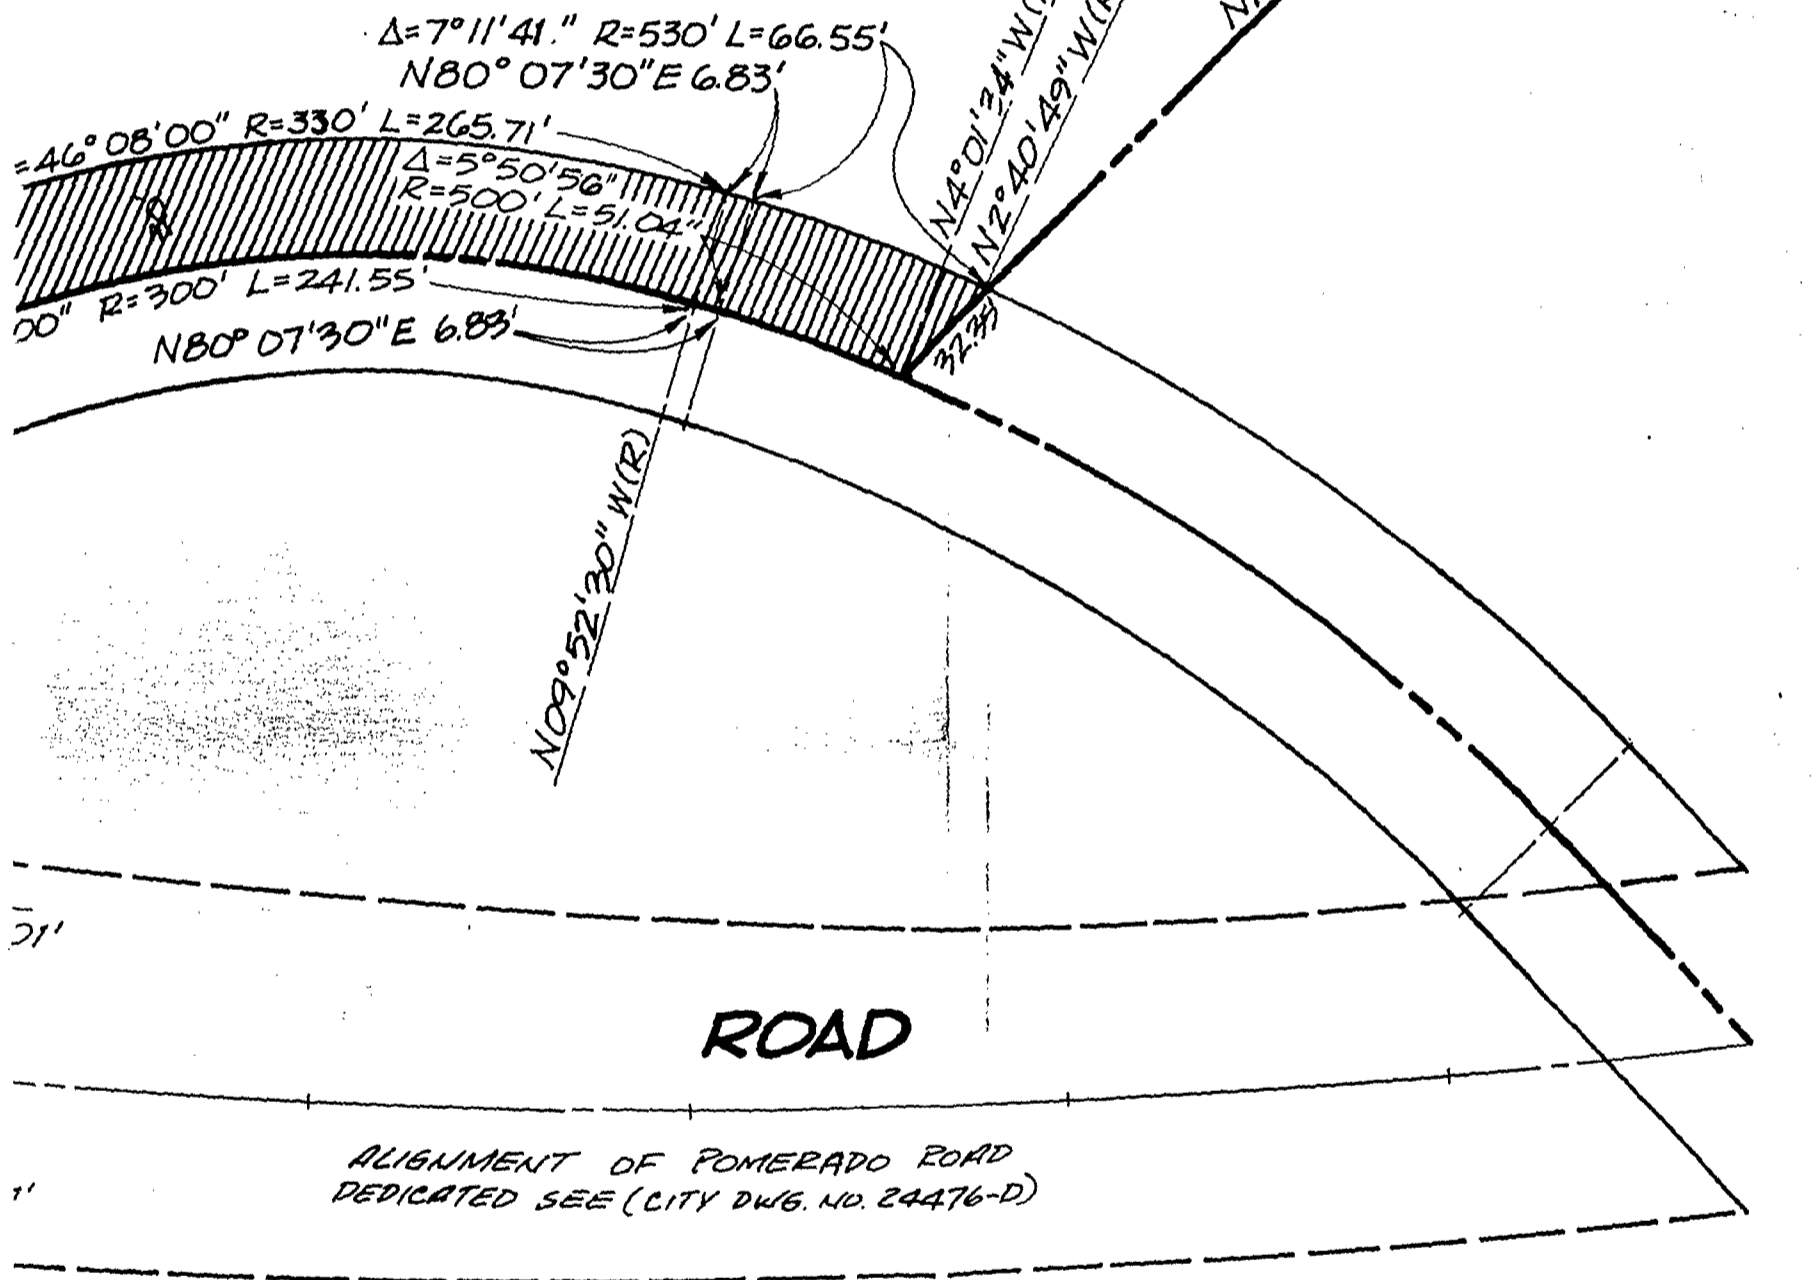 Δ=7°11'41." R=530' L=66.55'
N80°07'30"E 6.83'
=46°08'00" R=330' L=265.71'
Δ=5°50'56"
R=500' L=51.04"
00" R=300' L=241.55'
N80°07'30"E 6.83'
N4°01'34"W(
N2°40'49"W(
N09°52'30"W(R)
01'
ROAD
ALIGNMENT OF POMERADO ROAD
DEDICATED SEE (CITY DWG. NO. 24476-D)
1'